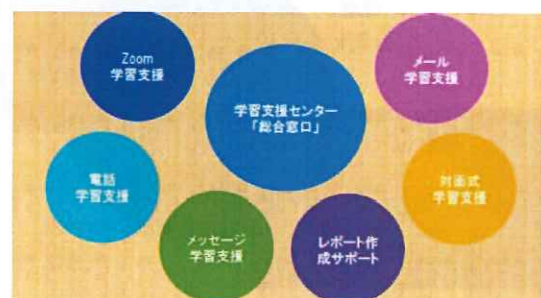 Zoom
学習支援
学習支援センター
「総合窓口」
メール
学習支援
電話
学習支援
対面式
学習支援
メッセージ
学習支援
レポート作
成サポート